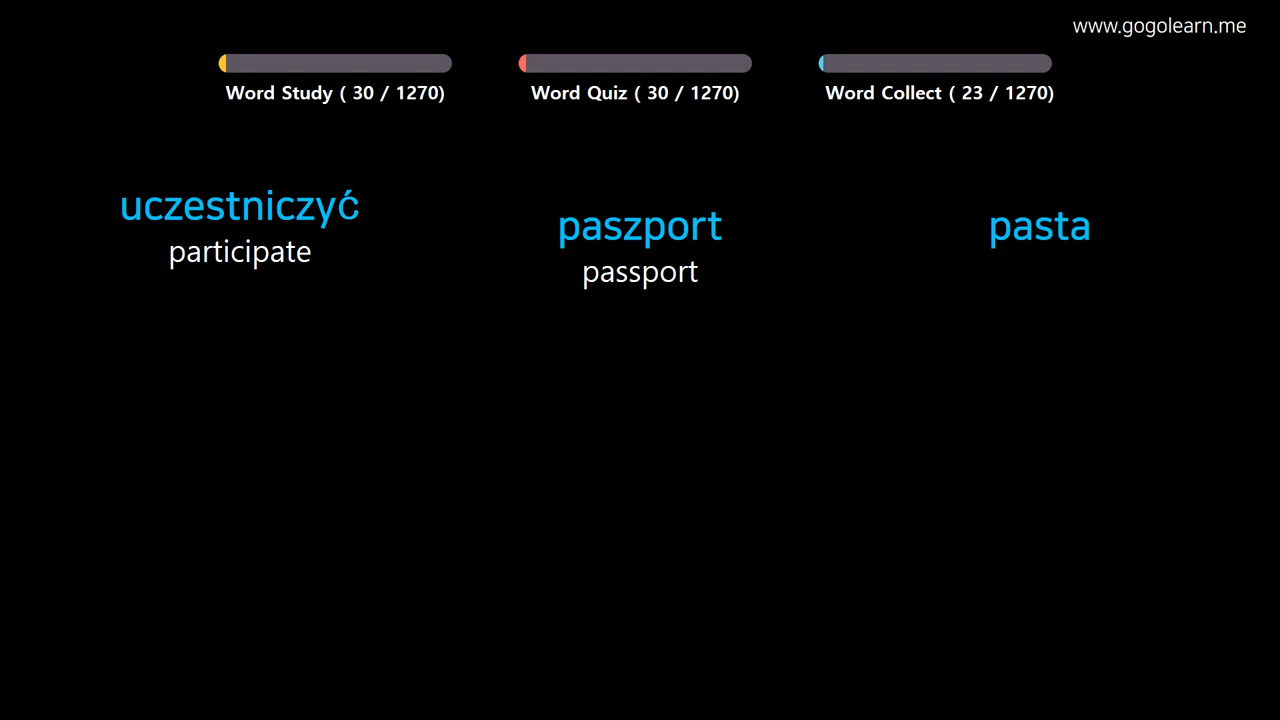 www.gogolearn.me
Word Study ( 30 / 1270)
Word Quiz ( 30 / 1270)
Word Collect ( 23 / 1270)
uczestniczyć
participate
paszport
passport
pasta